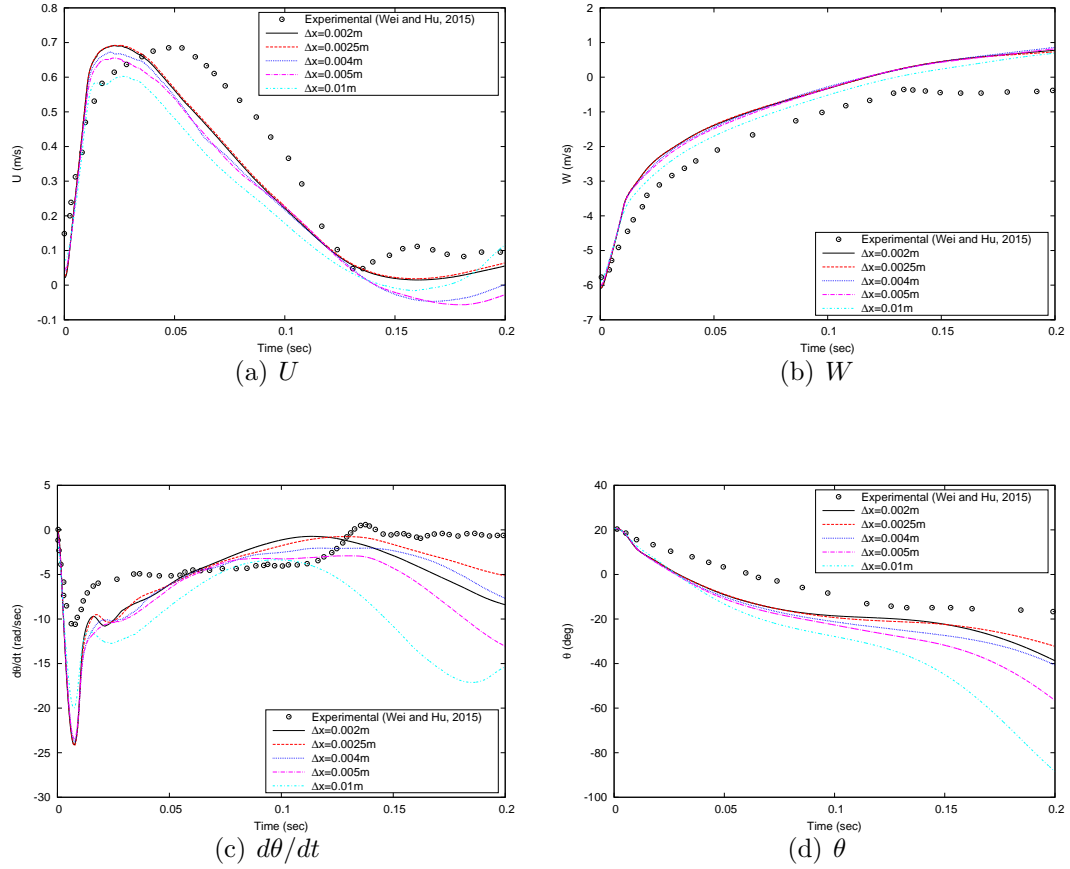 0.8
0.7
0.6
0.5
0.4
0.3
0.2
0.1
0
-0.1
U (m/s)
0
0.05
0.1
0.15
0.2
Time (sec)
Experimental (Wei and Hu, 2015)
Δx=0.002m
Δx=0.0025m
Δx=0.004m
Δx=0.005m
Δx=0.01m
(a) U
2
1
0
-1
-2
-3
-4
-5
-6
-7
W (m/s)
0
0.05
0.1
0.15
0.2
Time (sec)
Experimental (Wei and Hu, 2015)
Δx=0.002m
Δx=0.0025m
Δx=0.004m
Δx=0.005m
Δx=0.01m
(b) W
5
0
-5
-10
-15
-20
-25
-30
dθ/dt (rad/sec)
0
0.05
0.1
0.15
0.2
Time (sec)
Experimental (Wei and Hu, 2015)
Δx=0.002m
Δx=0.0025m
Δx=0.004m
Δx=0.005m
Δx=0.01m
(c) dθ/dt
40
20
0
-20
-40
-60
-80
-100
θ (deg)
0
0.05
0.1
0.15
0.2
Time (sec)
Experimental (Wei and Hu, 2015)
Δx=0.002m
Δx=0.0025m
Δx=0.004m
Δx=0.005m
Δx=0.01m
(d) θ